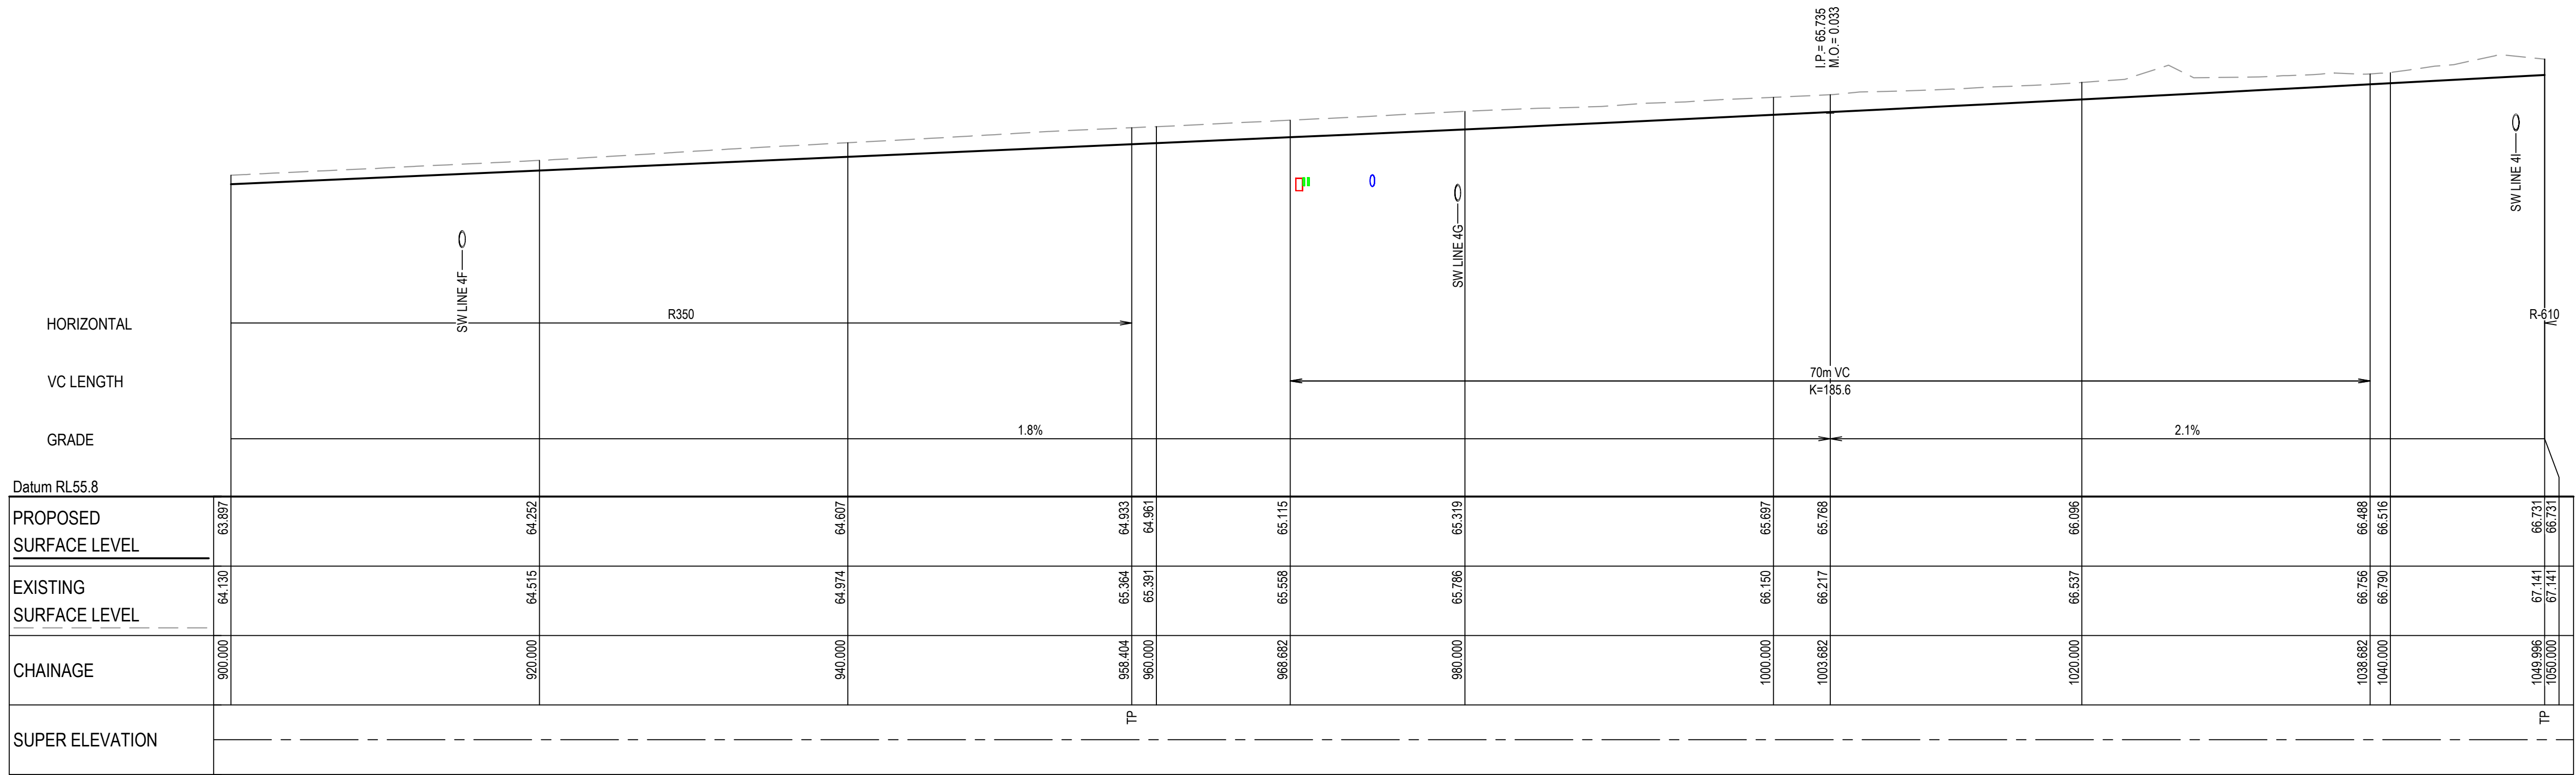 I.P.= 65.735
M.O.= 0.033
SW LINE 4F
SW LINE 4G
SW LINE 4I
HORIZONTAL
R350
R-610
VC LENGTH
70m VC
K=185.6
GRADE
1.8%
2.1%
Datum RL55.8
PROPOSED
SURFACE LEVEL
63.897
64.252
64.607
64.933
64.961
65.115
65.319
65.697
65.768
66.096
66.488
66.516
66.731
66.731
EXISTING
SURFACE LEVEL
64.130
64.515
64.974
65.364
65.391
65.558
65.786
66.150
66.217
66.537
66.756
66.790
67.141
67.141
CHAINAGE
900.000
920.000
940.000
958.404
960.000
968.682
980.000
1000.000
1003.682
1020.000
1038.682
1040.000
1049.996
1050.000
SUPER ELEVATION
TP
TP